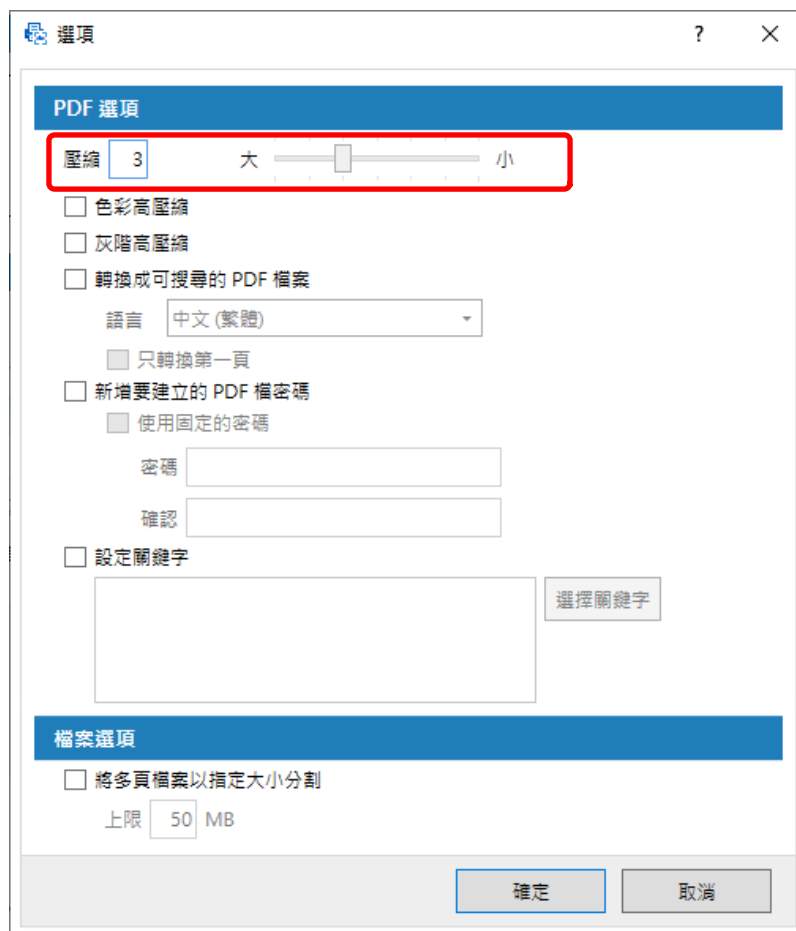 選項 ?
PDF 選項
壓縮 3 大 小
色彩高壓縮
灰階高壓縮
轉換成可搜尋的 PDF 檔案
語言 中文 (繁體)
只轉換第一頁
新增要建立的 PDF 檔密碼
使用固定的密碼
密碼
確認
設定關鍵字
選擇關鍵字
檔案選項
將多頁檔案以指定大小分割
上限 50 MB
確定 取消